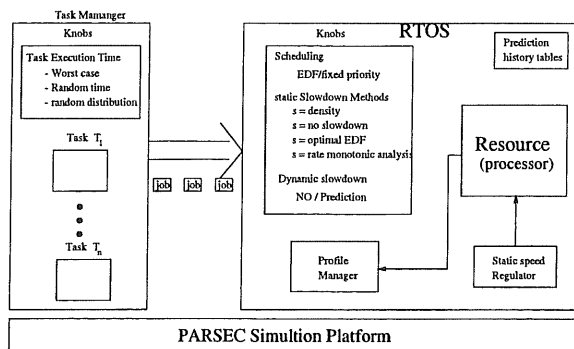 Task Mamanger
Knobs
Task Execution Time
- Worst case
- Random time
- random distribution
Task T1
Task Tn
job job job
RTOS
Knobs
Scheduling
EDF/fixed priority
static Slowdown Methods
s = density
s = no slowdown
s = optimal EDF
s = rate monotonic analysis
Dynamic slowdown
NO / Prediction
Prediction
history tables
Resource
(processor)
Profile
Manager
Static speed
Regulator
PARSEC Simultion Platform